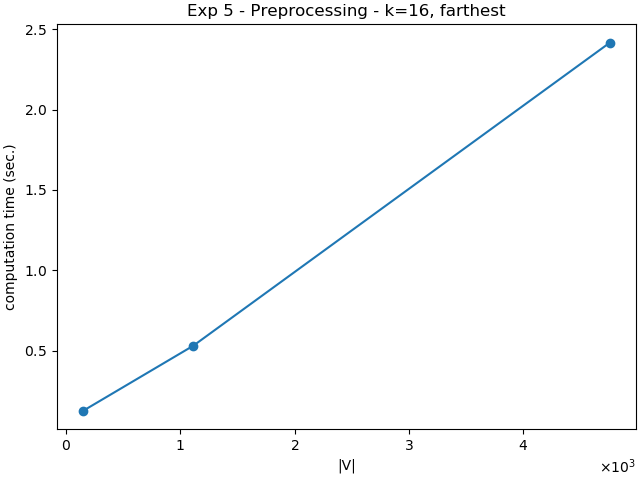 Exp 5 - Preprocessing - k=16, farthest
computation time (sec.)
2.5
2.0
1.5
1.0
0.5
0 1 2 3 4
|V|
×10³